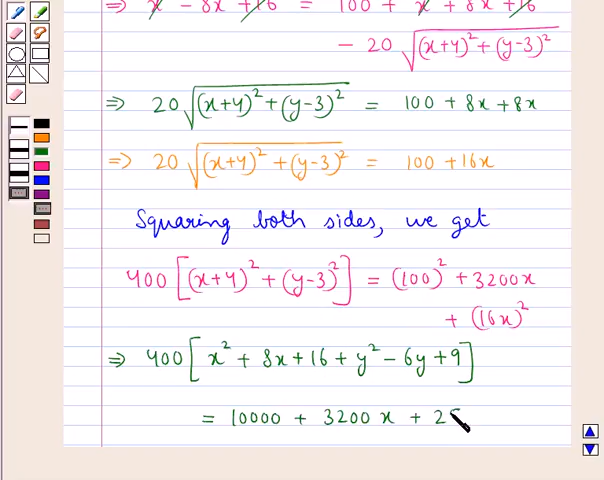 ⇒ x² - 8x + 16 = 100 + x² + 8x + 16
- 20 √((x+4)² + (y-3)²)
⇒ 20 √((x+4)² + (y-3)²) = 100 + 8x + 8x
⇒ 20 √((x+4)² + (y-3)²) = 100 + 16x
Squaring both sides, we get
400 [(x+4)² + (y-3)²] = (100)² + 3200x
+ (16x)²
⇒ 400 [x² + 8x + 16 + y² - 6y + 9]
= 10000 + 3200 x + 25